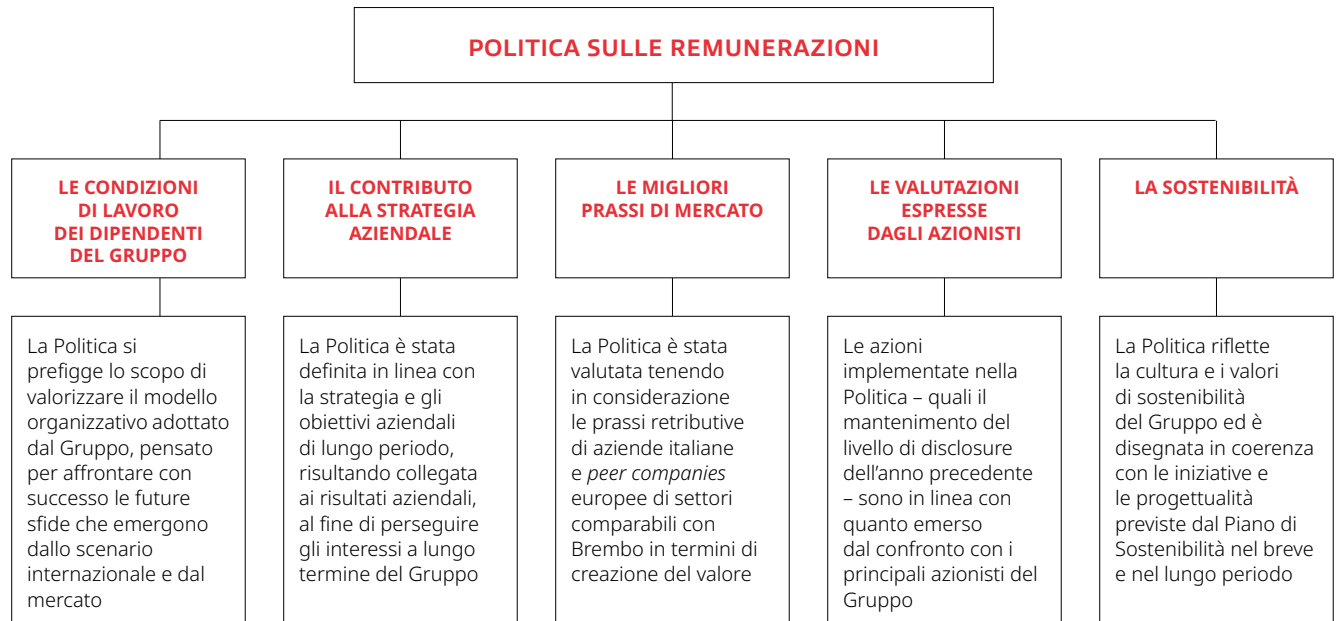 POLITICA SULLE REMUNERAZIONI
LE CONDIZIONI
DI LAVORO
DEI DIPENDENTI
DEL GRUPPO
La Politica si
prefigge lo scopo di
valorizzare il modello
organizzativo adottato
dal Gruppo, pensato
per affrontare con
successo le future
sfide che emergono
dallo scenario
internazionale e dal
mercato
IL CONTRIBUTO
ALLA STRATEGIA
AZIENDALE
La Politica è stata
definita in linea con
la strategia e gli
obiettivi aziendali
di lungo periodo,
risultando collegata
ai risultati aziendali,
al fine di perseguire
gli interessi a lungo
termine del Gruppo
LE MIGLIORI
PRASSI DI MERCATO
La Politica è stata
valutata tenendo
in considerazione
le prassi retributive
di aziende italiane
e peer companies
europee di settori
comparabili con
Brembo in termini di
creazione del valore
LE VALUTAZIONI
ESPRESSE
DAGLI AZIONISTI
Le azioni
implementate nella
Politica – quali il
mantenimento del
livello di disclosure
dell’anno precedente
– sono in linea con
quanto emerso
dal confronto con i
principali azionisti del
Gruppo
LA SOSTENIBILITÀ
La Politica riflette
la cultura e i valori
di sostenibilità
del Gruppo ed è
disegnata in coerenza
con le iniziative e
le progettualità
previste dal Piano di
Sostenibilità nel breve
e nel lungo periodo